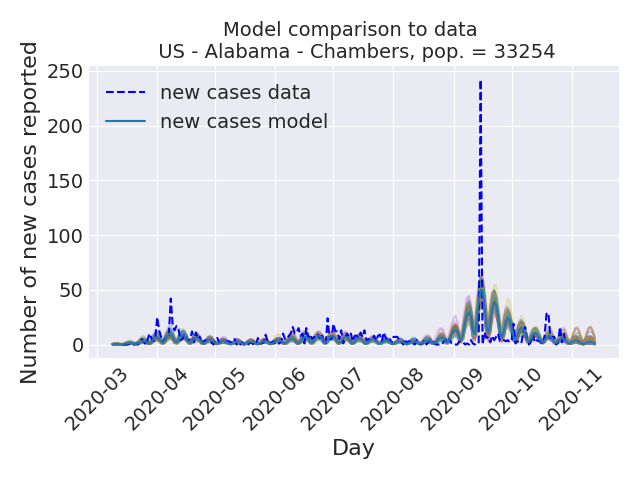 Model comparison to data
US - Alabama - Chambers, pop. = 33254
Number of new cases reported
250
200
150
100
50
0
new cases data
new cases model
2020-03
2020-04
2020-05
2020-06
2020-07
2020-08
2020-09
2020-10
2020-11
Day